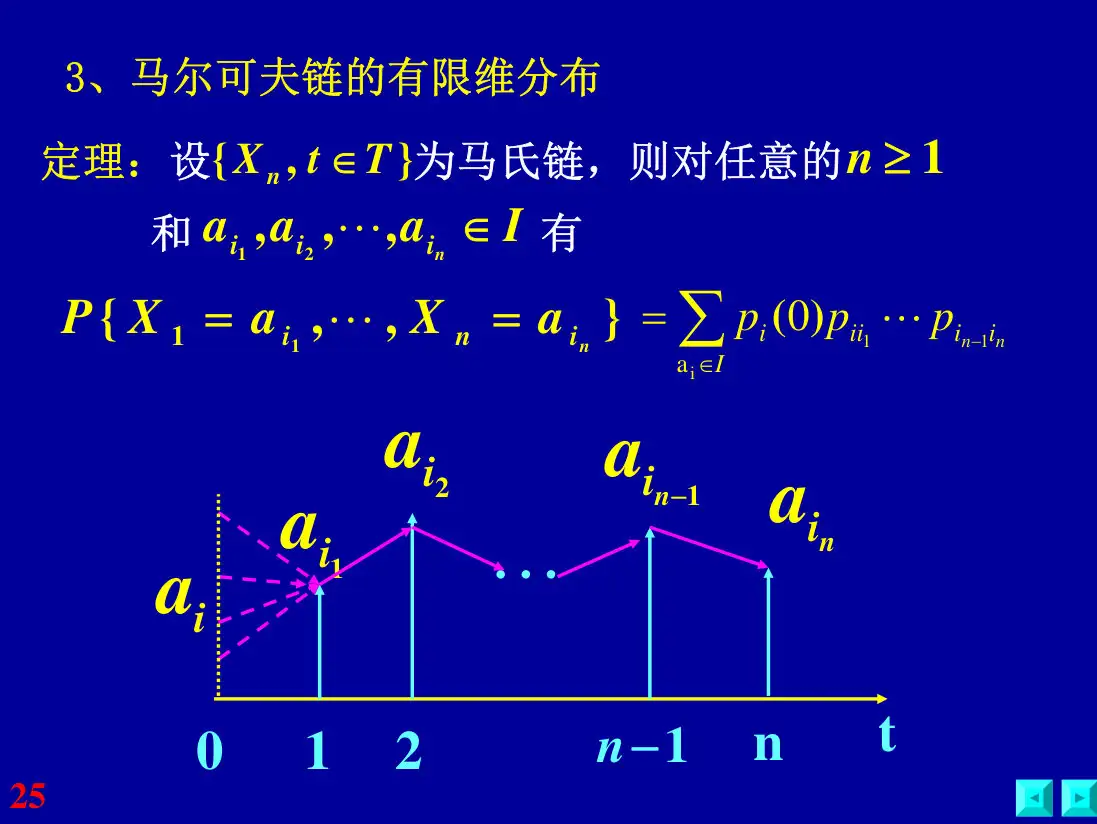 3、马尔可夫链的有限维分布
定理：设{X_n, t ∈ T}为马氏链，则对任意的 n ≥ 1
和 a_{i_1}, a_{i_2}, ⋯, a_{i_n} ∈ I 有
P{X_1 = a_{i_1}, ⋯, X_n = a_{i_n}} = ∑_{a_i ∈ I} p_i(0) p_{ii_1} ⋯ p_{i_{n-1}i_n}
a_{i_2} a_{i_{n-1}}
a_{i_1} a_{i_n}
a_i ⋯
0 1 2 n-1 n t
25